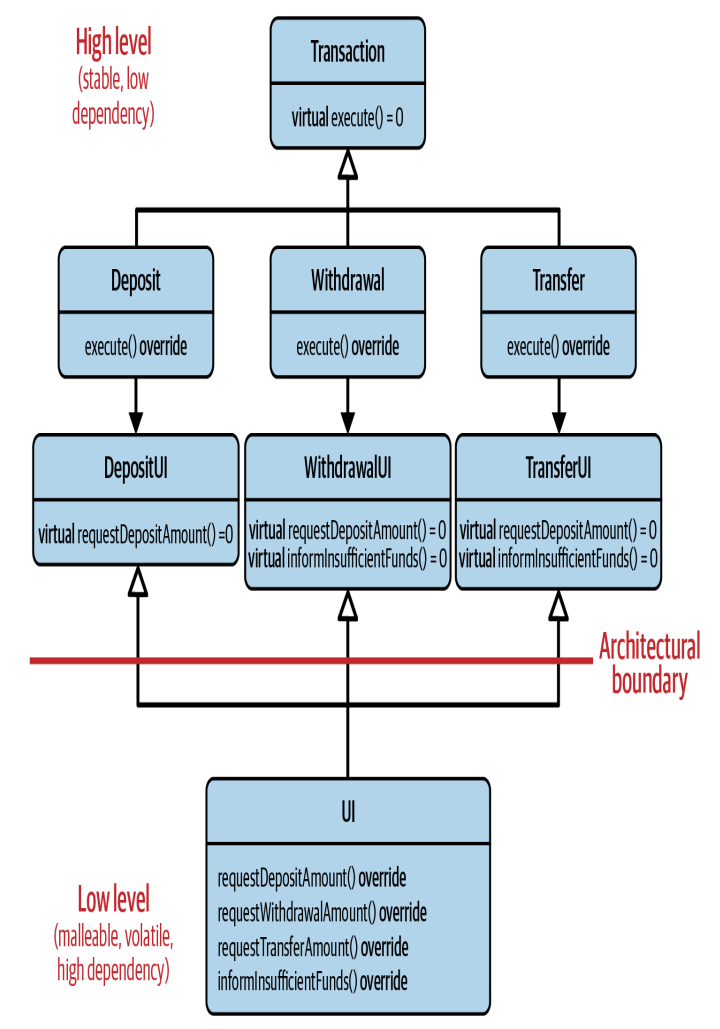 High level
(stable, low
dependency)
Transaction
virtual execute() = 0
Deposit
execute() override
Withdrawal
execute() override
Transfer
execute() override
DepositUI
virtual requestDepositAmount() =0
WithdrawalUI
virtual requestDepositAmount() = 0
virtual informInsufficientFunds() = 0
TransferUI
virtual requestDepositAmount() = 0
virtual informInsufficientFunds() = 0
Architectural
boundary
UI
requestDepositAmount() override
requestWithdrawalAmount() override
requestTransferAmount() override
informInsufficientFunds() override
Low level
(malleable, volatile,
high dependency)